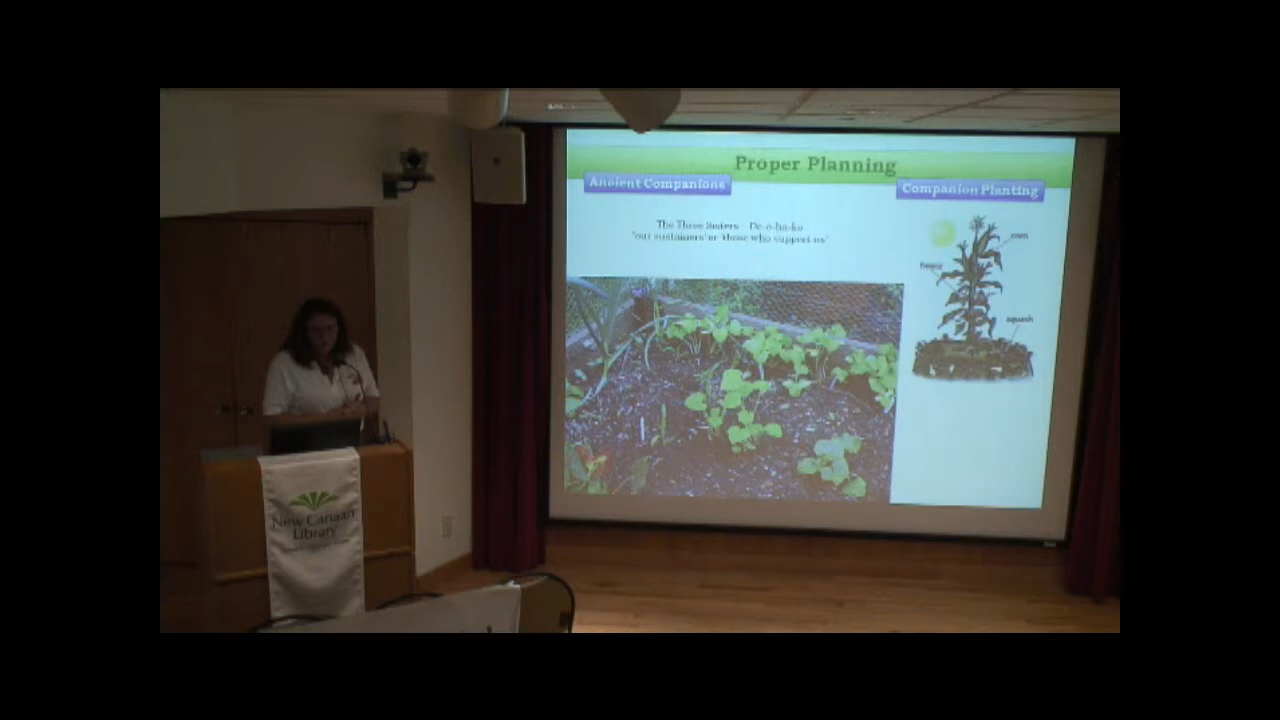 Proper Planning
Ancient Companions
Companion Planting
The Three Sisters - De-o-ha-ko
'our sustainers' or 'those who support us'
corn
beans
squash
New Canaan
Library